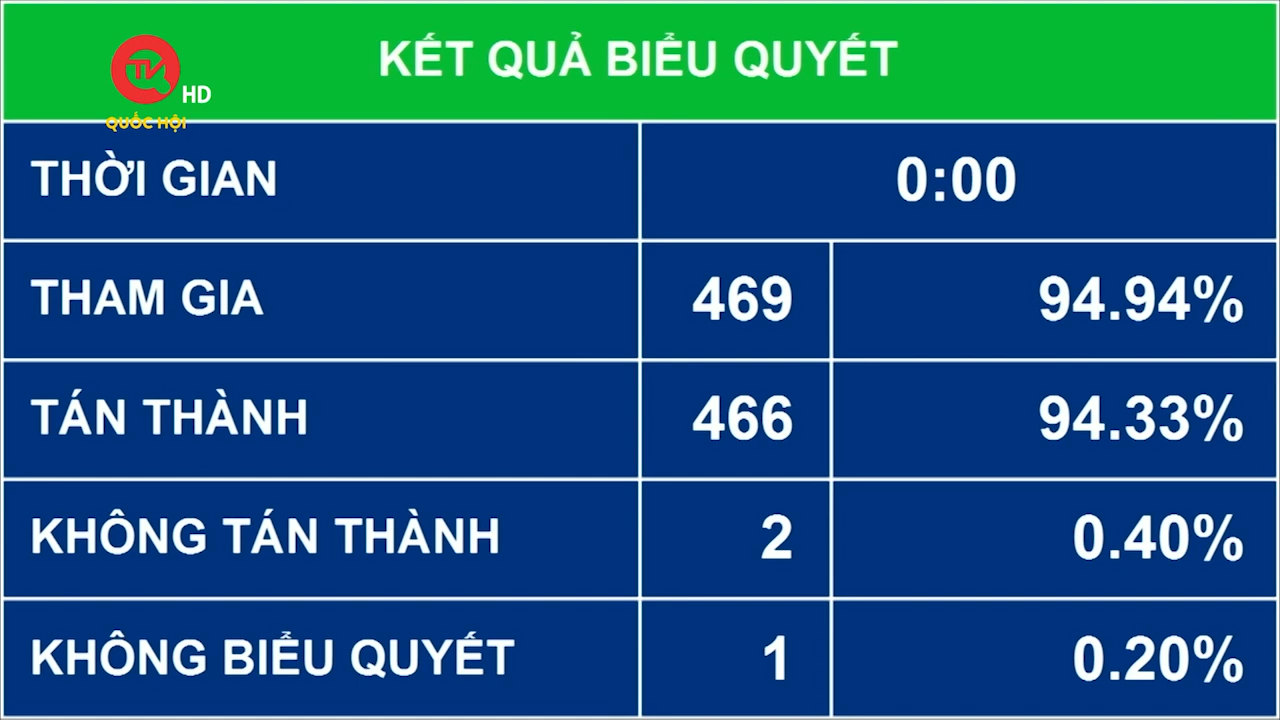 KẾT QUẢ BIỂU QUYẾT
TV HD
QUỐC HỘI
THỜI GIAN 0:00
THAM GIA 469 94.94%
TÁN THÀNH 466 94.33%
KHÔNG TÁN THÀNH 2 0.40%
KHÔNG BIỂU QUYẾT 1 0.20%